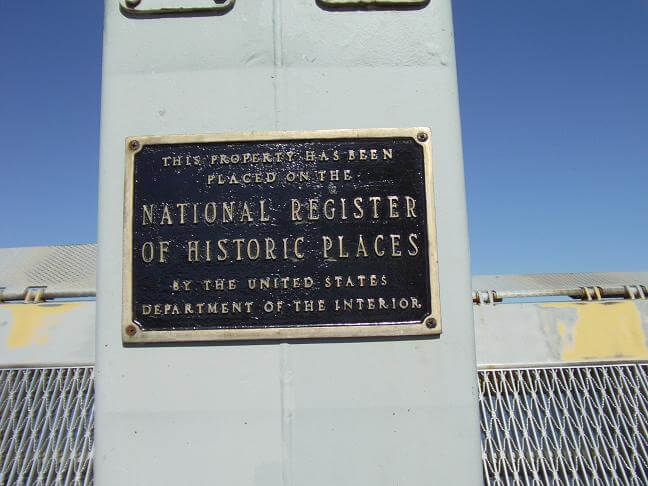 THIS PROPERTY HAS BEEN
PLACED ON THE
NATIONAL REGISTER
OF HISTORIC PLACES
BY THE UNITED STATES
DEPARTMENT OF THE INTERIOR